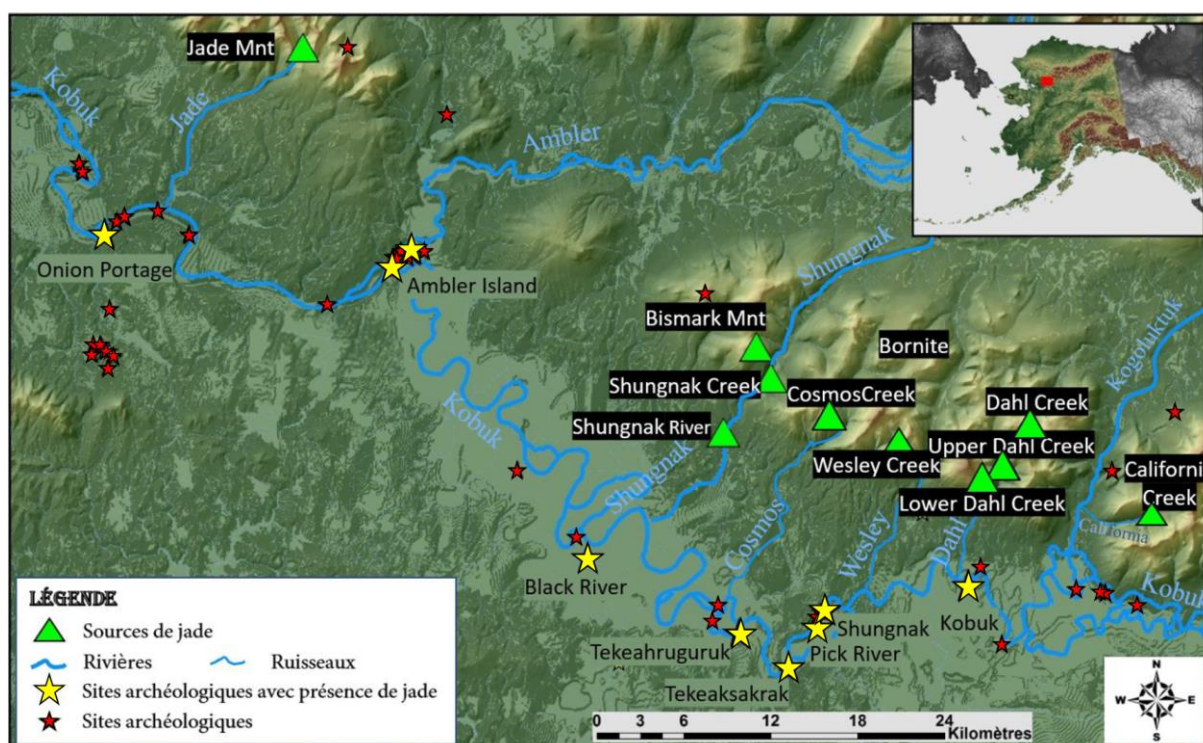 Jade Mnt
Kobuk
Jade
Ambler
Onion Portage
Ambler Island
Shungnak
Bismark Mnt
Bornite
Kogoluktuk
Shungnak Creek
CosmosCreek
Dahl Creek
Shungnak River
Upper Dahl Creek
Wesley Creek
Californi
Kobuk
Lower Dahl Creek
Creek
Shungnak
California
Cosmos
Wesley
Dahl
Black River
Kobuk
Kobuk
Shungnak
Tekeahruguruk
Pick River
Tekeaksakrak
LÉGENDE
Sources de jade
Rivières
Ruisseaux
Sites archéologiques avec présence de jade
Sites archéologiques
0 3 6 12 18 24
Kilomètres
N
W E
S